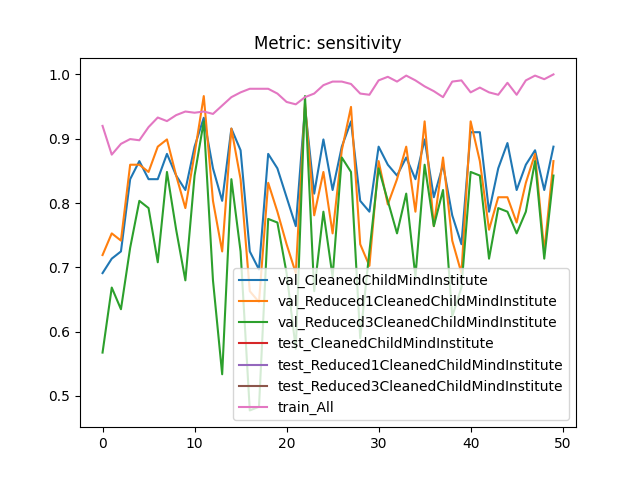 Metric: sensitivity
1.0
0.9
0.8
0.7
0.6
0.5
val_CleanedChildMindInstitute
val_Reduced1CleanedChildMindInstitute
val_Reduced3CleanedChildMindInstitute
test_CleanedChildMindInstitute
test_Reduced1CleanedChildMindInstitute
test_Reduced3CleanedChildMindInstitute
train_All
0 10 20 30 40 50